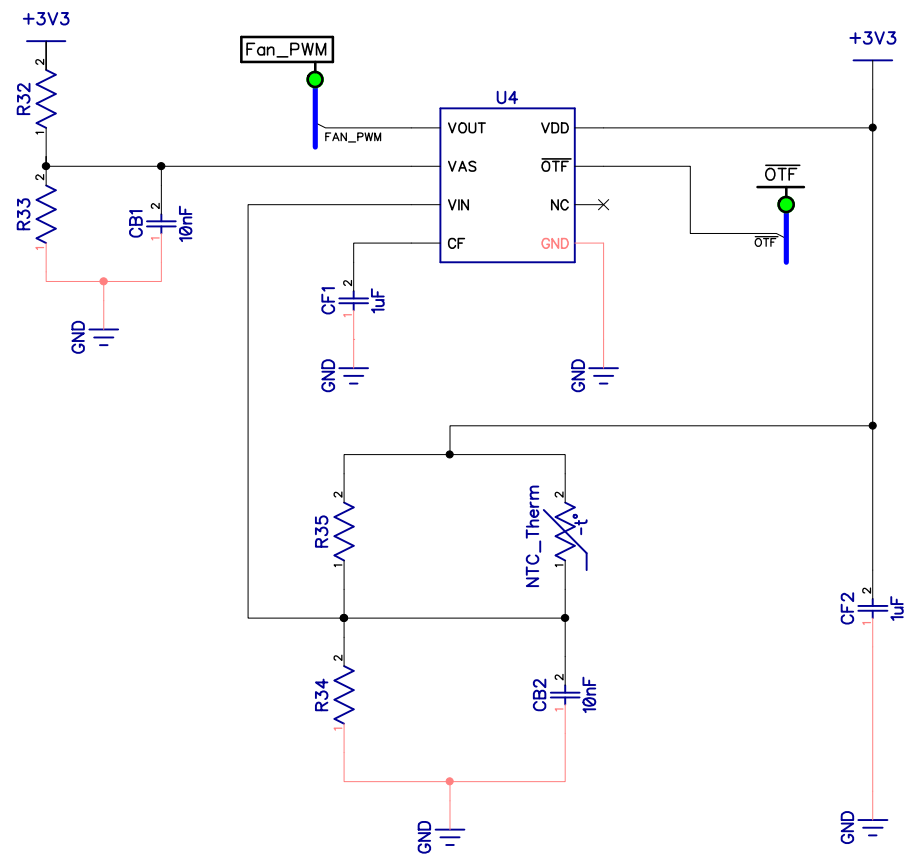 +3V3
2
R32
1
2
R33
1
2
CB1
10nF
1
GND
Fan_PWM
FAN_PWM
U4
VOUT
VDD
VAS
OTF
VIN
NC
CF
GND
2
CF1
1uF
1
GND
GND
OTF
OTF
+3V3
2
R35
1
2
NTC_Therm
-t°
1
2
R34
1
2
CB2
10nF
1
GND
2
CF2
1uF
1
GND